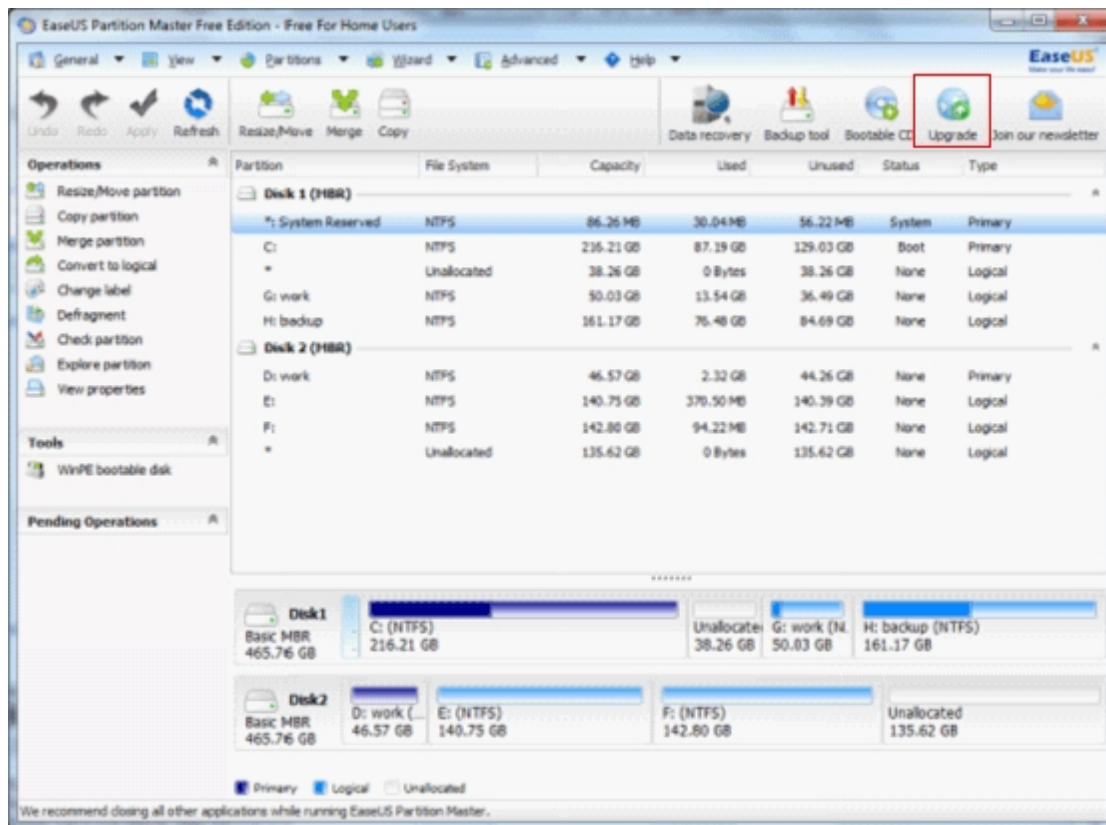 EaseUS Partition Master Free Edition - Free For Home Users
General View Partitions Wizard Advanced Help
EaseUS
Make your life easy!
Undo Redo Apply Refresh Resize/Move Merge Copy Data recovery Backup tool Bootable CD Upgrade Join our newsletter
Operations
Resize/Move partition
Copy partition
Merge partition
Convert to logical
Change label
Defragment
Check partition
Explore partition
View properties
Tools
WinPE bootable disk
Pending Operations
Partition File System Capacity Used Unused Status Type
Disk 1 (MBR)
*: System Reserved NTFS 86.26 MB 30.04 MB 56.22 MB System Primary
C: NTFS 216.21 GB 87.19 GB 129.03 GB Boot Primary
* Unallocated 38.26 GB 0 Bytes 38.26 GB None Logical
G: work NTFS 50.03 GB 13.54 GB 36.49 GB None Logical
H: backup NTFS 161.17 GB 76.48 GB 84.69 GB None Logical
Disk 2 (MBR)
D: work NTFS 46.57 GB 2.32 GB 44.26 GB None Primary
E: NTFS 140.75 GB 370.50 MB 140.39 GB None Logical
F: NTFS 142.80 GB 94.22 MB 142.71 GB None Logical
* Unallocated 135.62 GB 0 Bytes 135.62 GB None Logical
Disk1
Basic MBR
465.76 GB
C: (NTFS)
216.21 GB
Unallocate
38.26 GB
G: work (N.
50.03 GB
H: backup (NTFS)
161.17 GB
Disk2
Basic MBR
465.76 GB
D: work (...
46.57 GB
E: (NTFS)
140.75 GB
F: (NTFS)
142.80 GB
Unallocated
135.62 GB
Primary Logical Unallocated
We recommend closing all other applications while running EaseUS Partition Master.